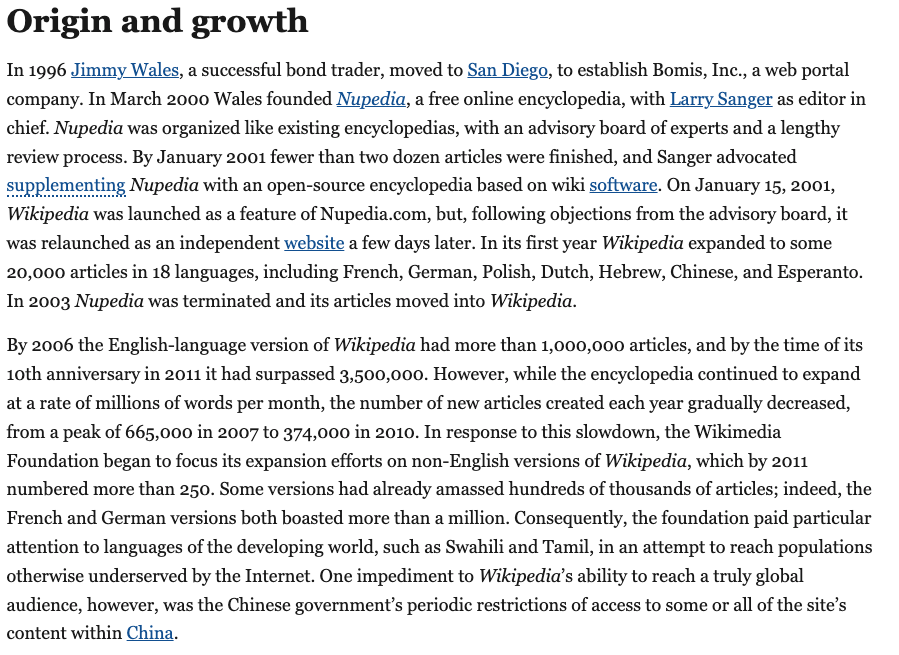 Origin and growth
In 1996 Jimmy Wales, a successful bond trader, moved to San Diego, to establish Bomis, Inc., a web portal
company. In March 2000 Wales founded Nupedia, a free online encyclopedia, with Larry Sanger as editor in
chief. Nupedia was organized like existing encyclopedias, with an advisory board of experts and a lengthy
review process. By January 2001 fewer than two dozen articles were finished, and Sanger advocated
supplementing Nupedia with an open-source encyclopedia based on wiki software. On January 15, 2001,
Wikipedia was launched as a feature of Nupedia.com, but, following objections from the advisory board, it
was relaunched as an independent website a few days later. In its first year Wikipedia expanded to some
20,000 articles in 18 languages, including French, German, Polish, Dutch, Hebrew, Chinese, and Esperanto.
In 2003 Nupedia was terminated and its articles moved into Wikipedia.
By 2006 the English-language version of Wikipedia had more than 1,000,000 articles, and by the time of its
10th anniversary in 2011 it had surpassed 3,500,000. However, while the encyclopedia continued to expand
at a rate of millions of words per month, the number of new articles created each year gradually decreased,
from a peak of 665,000 in 2007 to 374,000 in 2010. In response to this slowdown, the Wikimedia
Foundation began to focus its expansion efforts on non-English versions of Wikipedia, which by 2011
numbered more than 250. Some versions had already amassed hundreds of thousands of articles; indeed, the
French and German versions both boasted more than a million. Consequently, the foundation paid particular
attention to languages of the developing world, such as Swahili and Tamil, in an attempt to reach populations
otherwise underserved by the Internet. One impediment to Wikipedia’s ability to reach a truly global
audience, however, was the Chinese government’s periodic restrictions of access to some or all of the site’s
content within China.